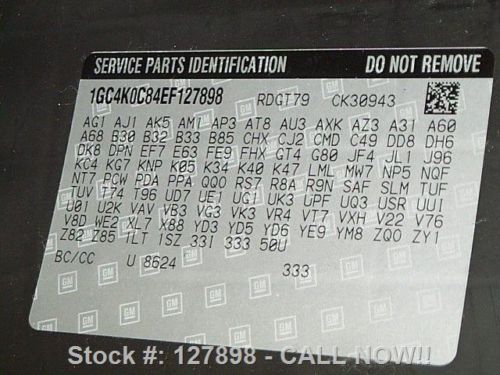 SERVICE PARTS IDENTIFICATION DO NOT REMOVE
1GC4K0C84EF127898 RDGT79 CK30943
AG1 AJ1 AK5 AM7 AP3 AT8 AU3 AXK AZ3 A31 A60
A68 B30 B32 B33 B85 CHX CJ2 CMD C49 DD8 DH6
DK8 DPN EF7 E63 FE9 FHX GT4 G80 JF4 JL1 J96
KC4 KG7 KNP K05 K34 K40 K47 LML MW7 NP5 NQF
NT7 PCW PDA PPA QQO RS7 R8A R9N SAF SLM TUF
TUV T74 T96 UD7 UE1 UG1 UK3 UPF UQ3 USR UUI
U01 U2K VAV VB3 VG3 VK3 VR4 VT7 VXH V22 V76
V8D WE2 XL7 X88 YD3 YD5 YD6 YE9 YM8 ZQO ZY1
Z82 Z85 1LT 1SZ 33I 333 50U
BC/CC U 8624 333
GM
Stock #: 127898 - CALL NOW!!